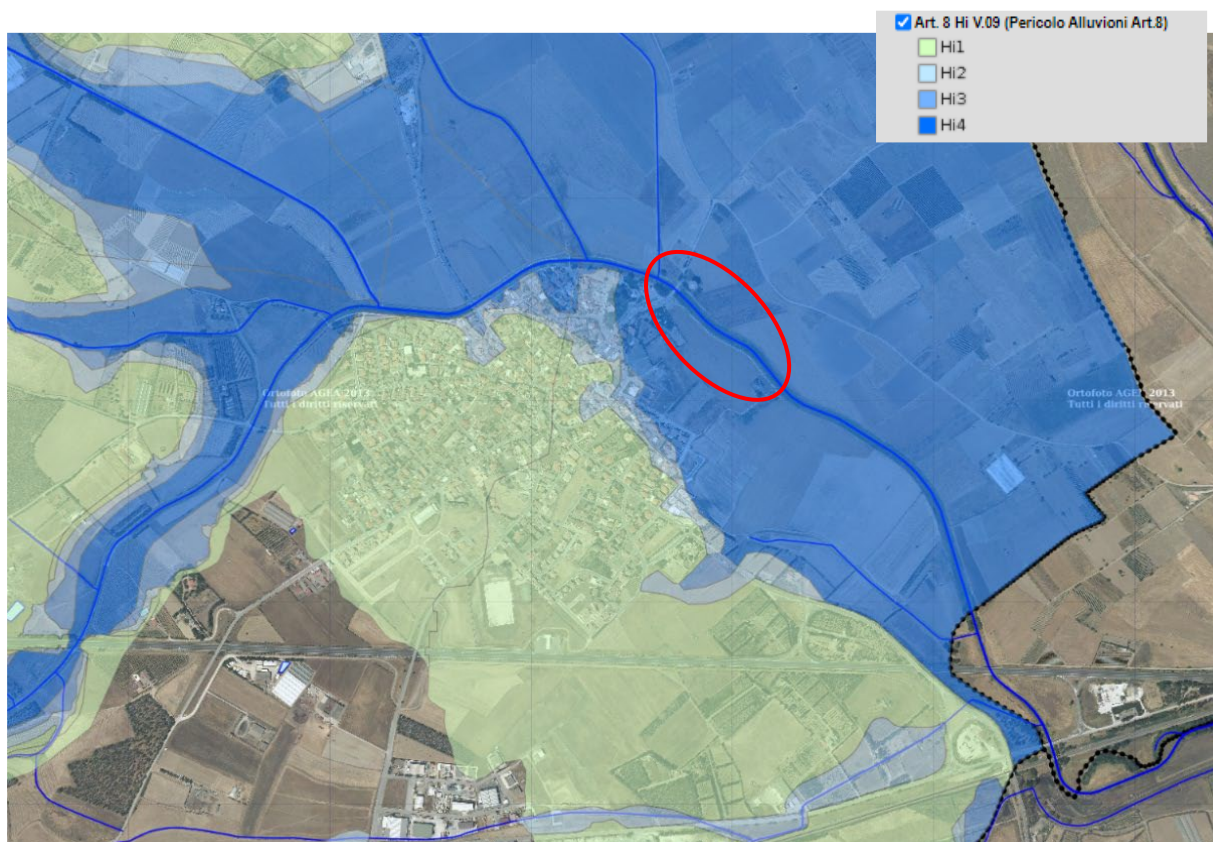 Art. 8 Hi V.09 (Pericolo Alluvioni Art.8)
Hi1
Hi2
Hi3
Hi4
Ortofoto AGEA 2013
Tutti i diritti riservati
Ortofoto AGEA 2013
Tutti i diritti riservati